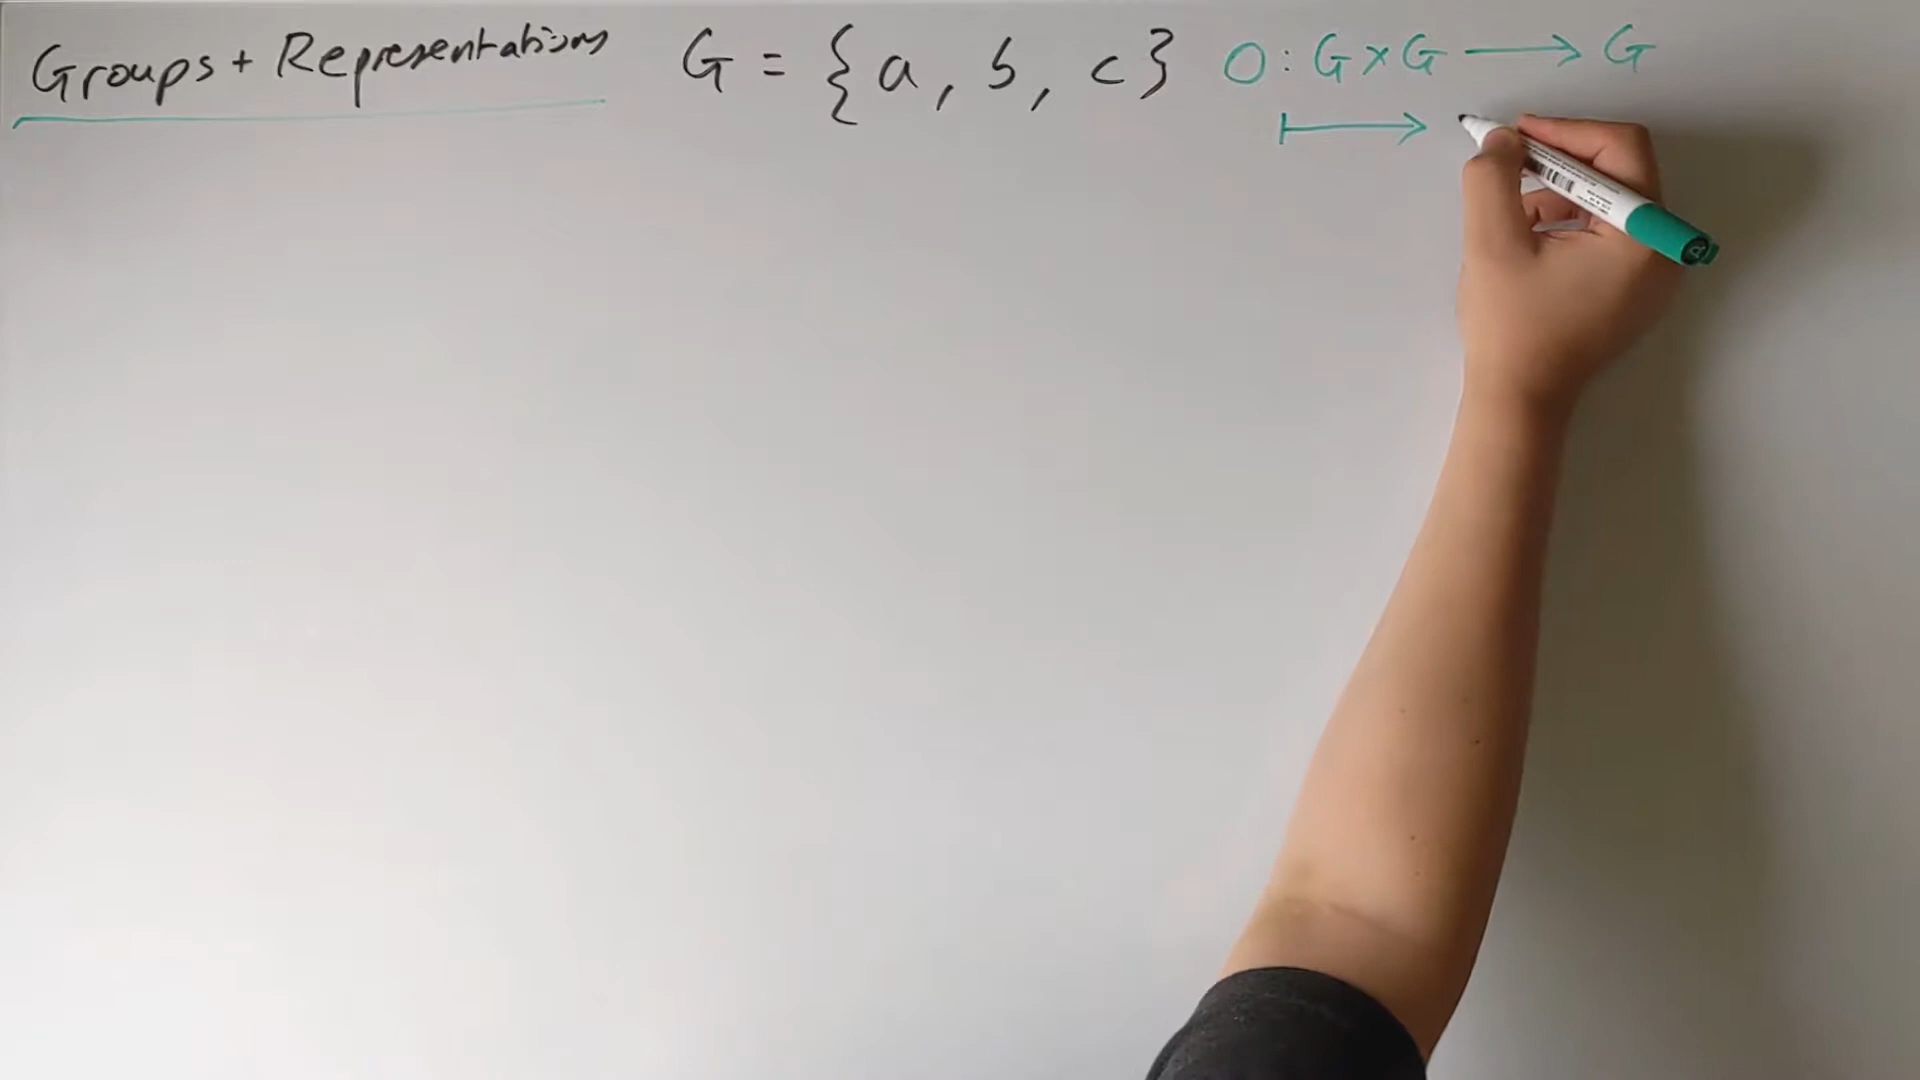 Groups + Representations G = {a, b, c} O : G × G ⟶ G
⟼